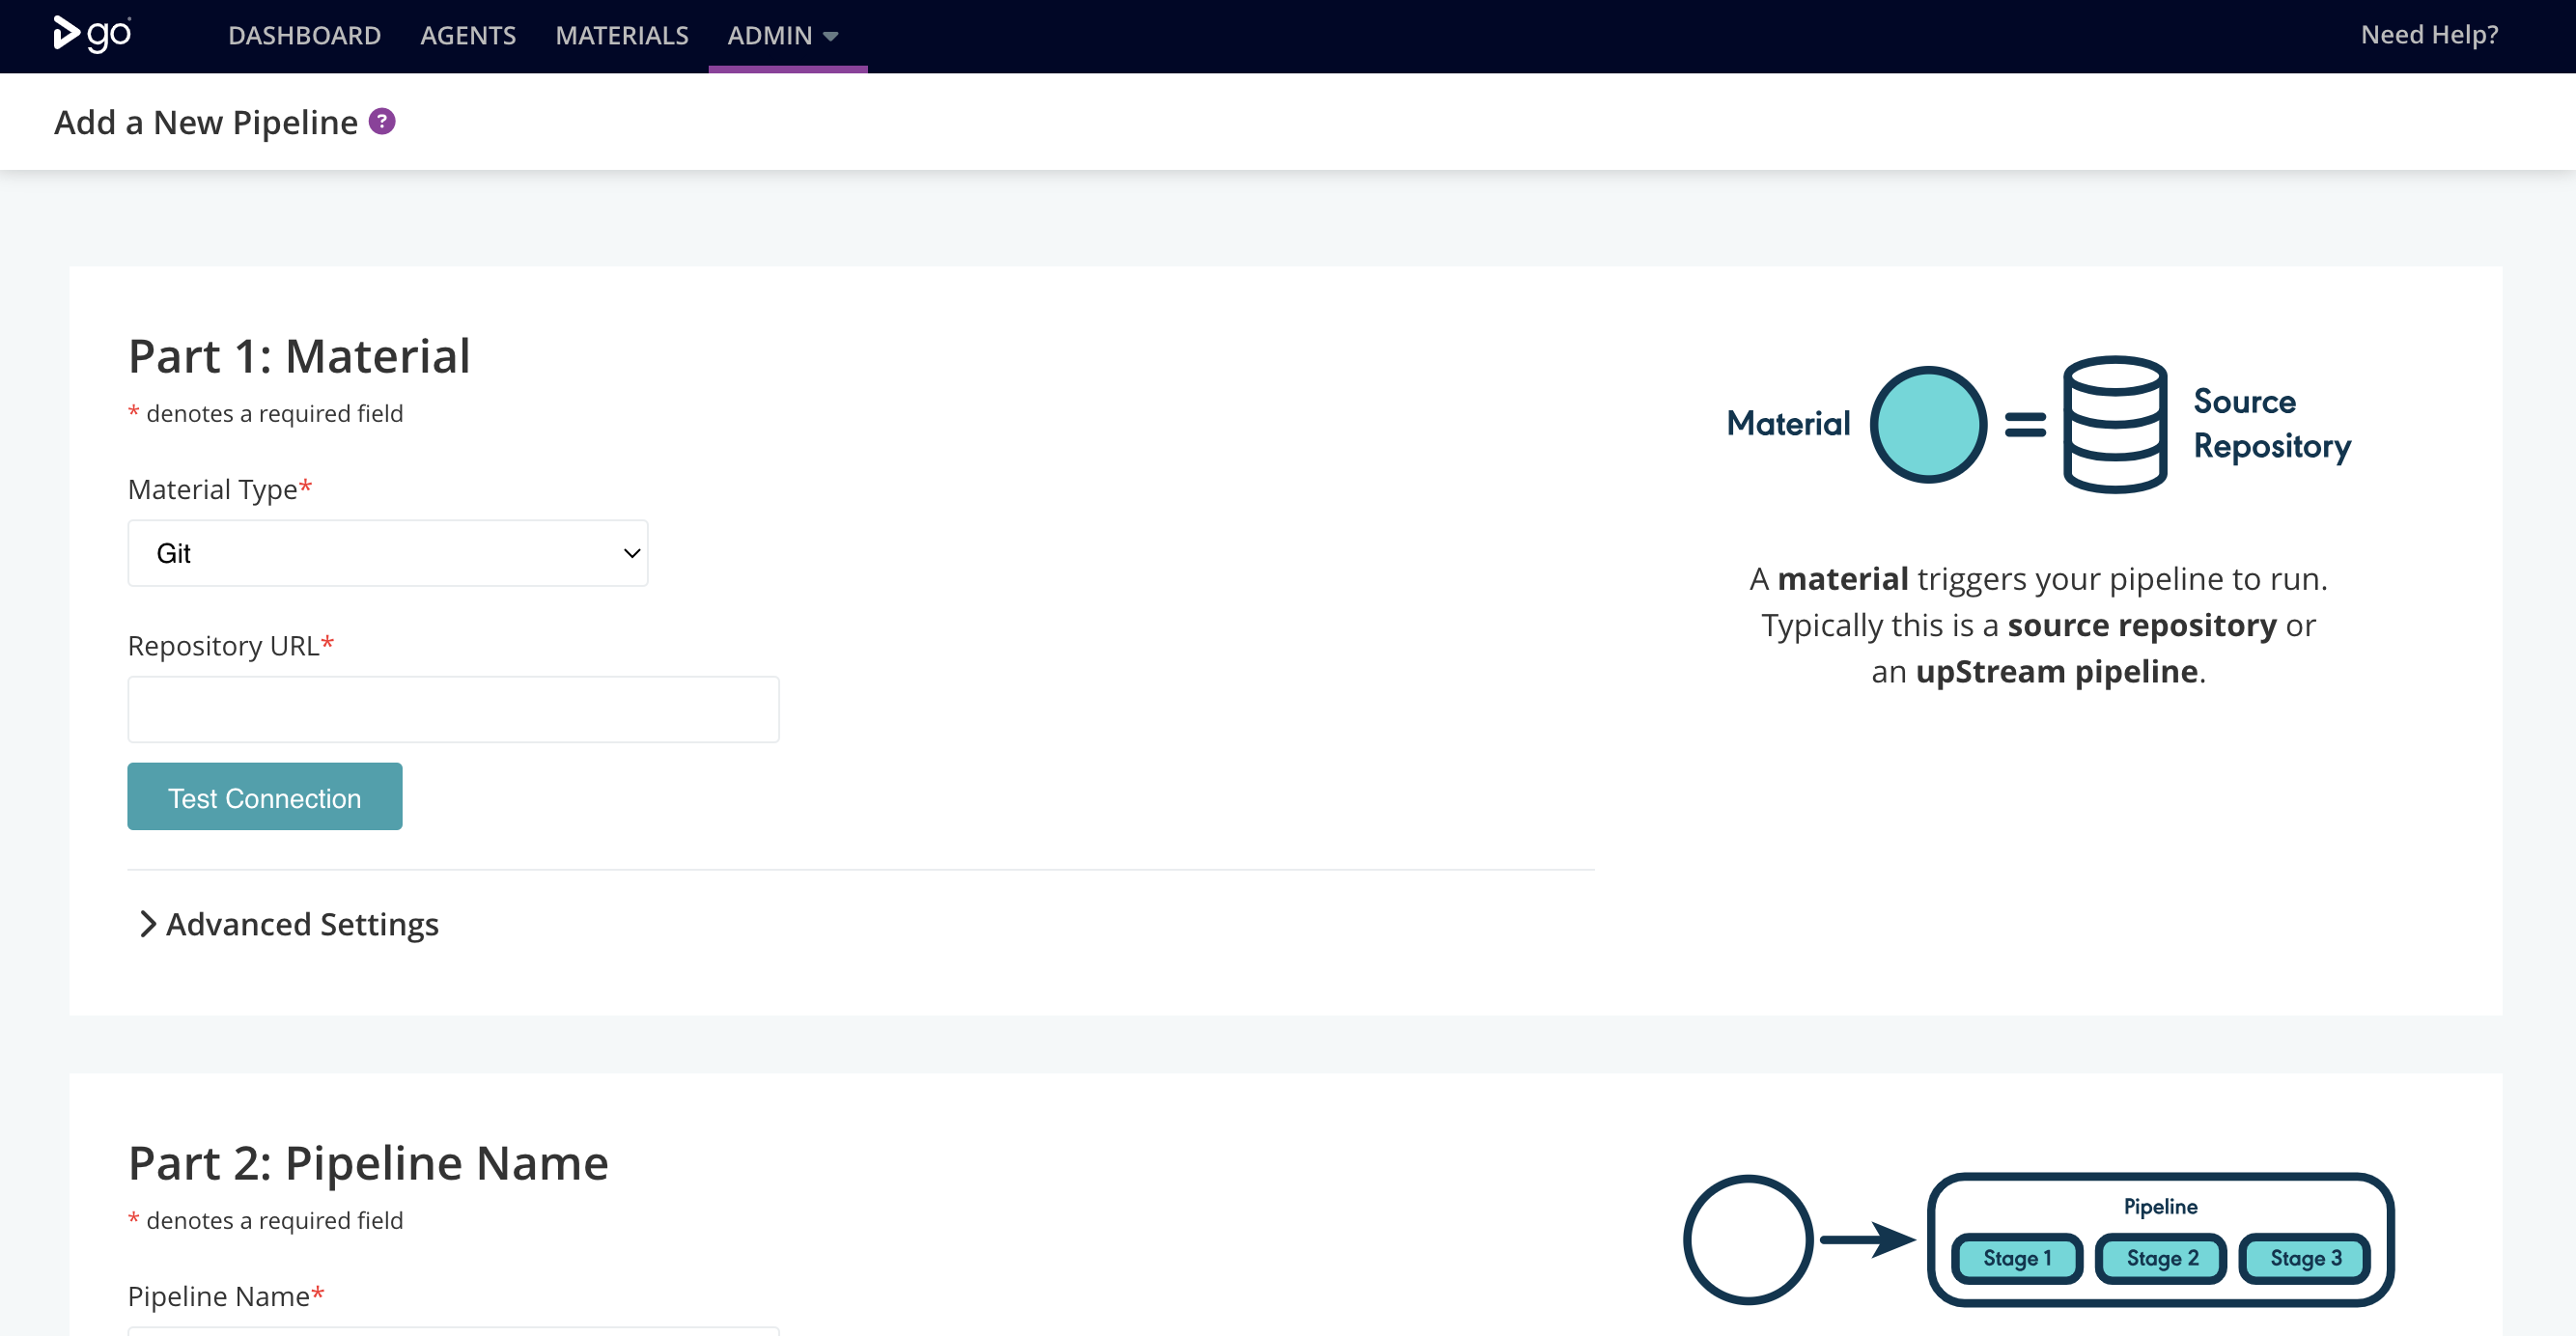 go
DASHBOARD AGENTS MATERIALS ADMIN Need Help?
Add a New Pipeline ?
Part 1: Material
* denotes a required field
Material Type*
Git
Repository URL*
Test Connection
Advanced Settings
Material = Source
Repository
A material triggers your pipeline to run.
Typically this is a source repository or
an upStream pipeline.
Part 2: Pipeline Name
* denotes a required field
Pipeline Name*
Pipeline
Stage 1 Stage 2 Stage 3